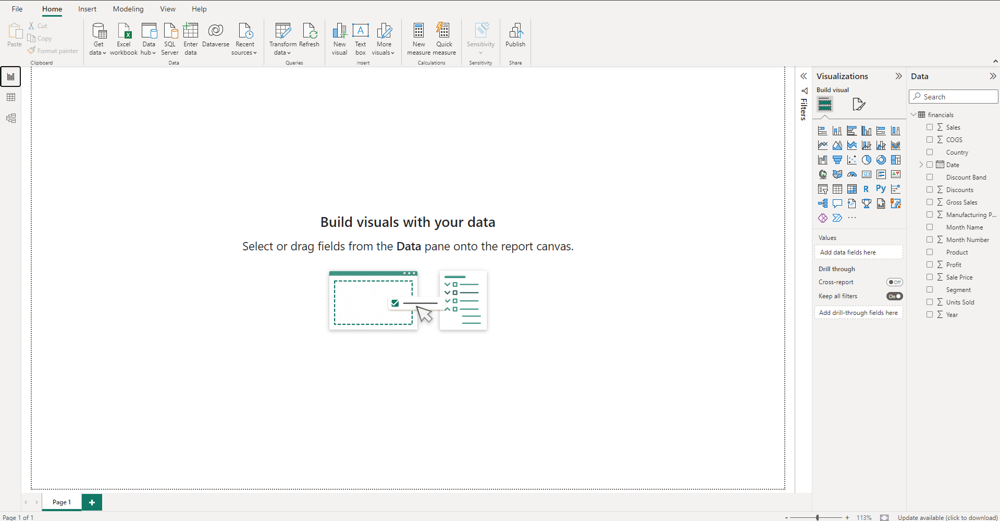 File Home Insert Modeling View Help
Paste
Cut
Copy
Format painter
Clipboard
Get data
Excel workbook
Data hub
SQL Server
Enter data
Dataverse
Recent sources
Data
Transform data
Refresh
Queries
New visual
Text box
More visuals
Insert
New measure
Quick measure
Calculations
Sensitivity
Sensitivity
Publish
Share
Build visuals with your data
Select or drag fields from the Data pane onto the report canvas.
Filters
Visualizations
Build visual
123
R
Py
Values
Add data fields here
Drill through
Cross-report
Off
Keep all filters
On
Add drill-through fields here
Data
Search
financials
Sales
COGS
Country
Date
Discount Band
Discounts
Gross Sales
Manufacturing P...
Month Name
Month Number
Product
Profit
Sale Price
Segment
Units Sold
Year
Page 1
Page 1 of 1
113%
Update available (click to download)